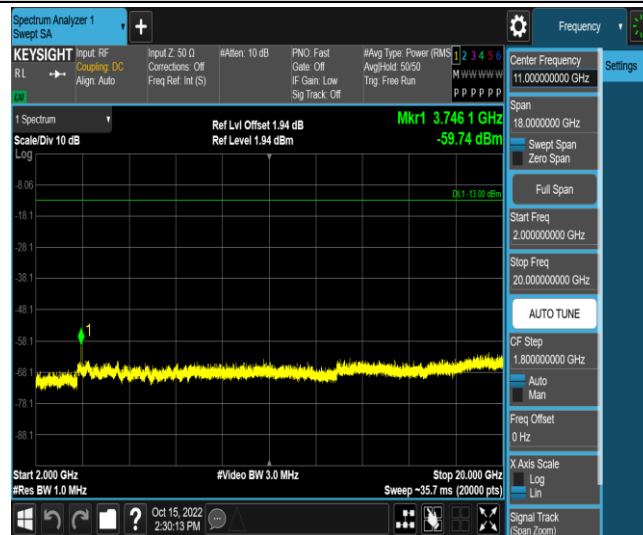 Spectrum Analyzer 1
Swept SA
Frequency
KEYSIGHT
RL
LNI
Input: RF
Coupling: DC
Align: Auto
Input Z: 50 Ω
Corrections: Off
Freq Ref: Int (S)
#Atten: 10 dB
PNO: Fast
Gate: Off
IF Gain: Low
Sig Track: Off
#Avg Type: Power (RMS
Avg|Hold: 50/50
Trig: Free Run
1 2 3 4 5 6
M W W W W W
P P P P P P
1 Spectrum
Scale/Div 10 dB
Log
Ref Lvl Offset 1.94 dB
Ref Level 1.94 dBm
Mkr1 3.746 1 GHz
-59.74 dBm
DL1 -13.00 dBm
-8.06
-18.1
-28.1
-38.1
-48.1
-58.1
-68.1
-78.1
-88.1
1
Start 2.000 GHz
#Res BW 1.0 MHz
#Video BW 3.0 MHz
Stop 20.000 GHz
Sweep ~35.7 ms (20000 pts)
Oct 15, 2022
2:30:13 PM
Center Frequency
11.000000000 GHz
Span
18.0000000 GHz
Swept Span
Zero Span
Full Span
Start Freq
2.000000000 GHz
Stop Freq
20.000000000 GHz
AUTO TUNE
CF Step
1.800000000 GHz
Auto
Man
Freq Offset
0 Hz
X Axis Scale
Log
Lin
Signal Track
(Span Zoom)
Settings